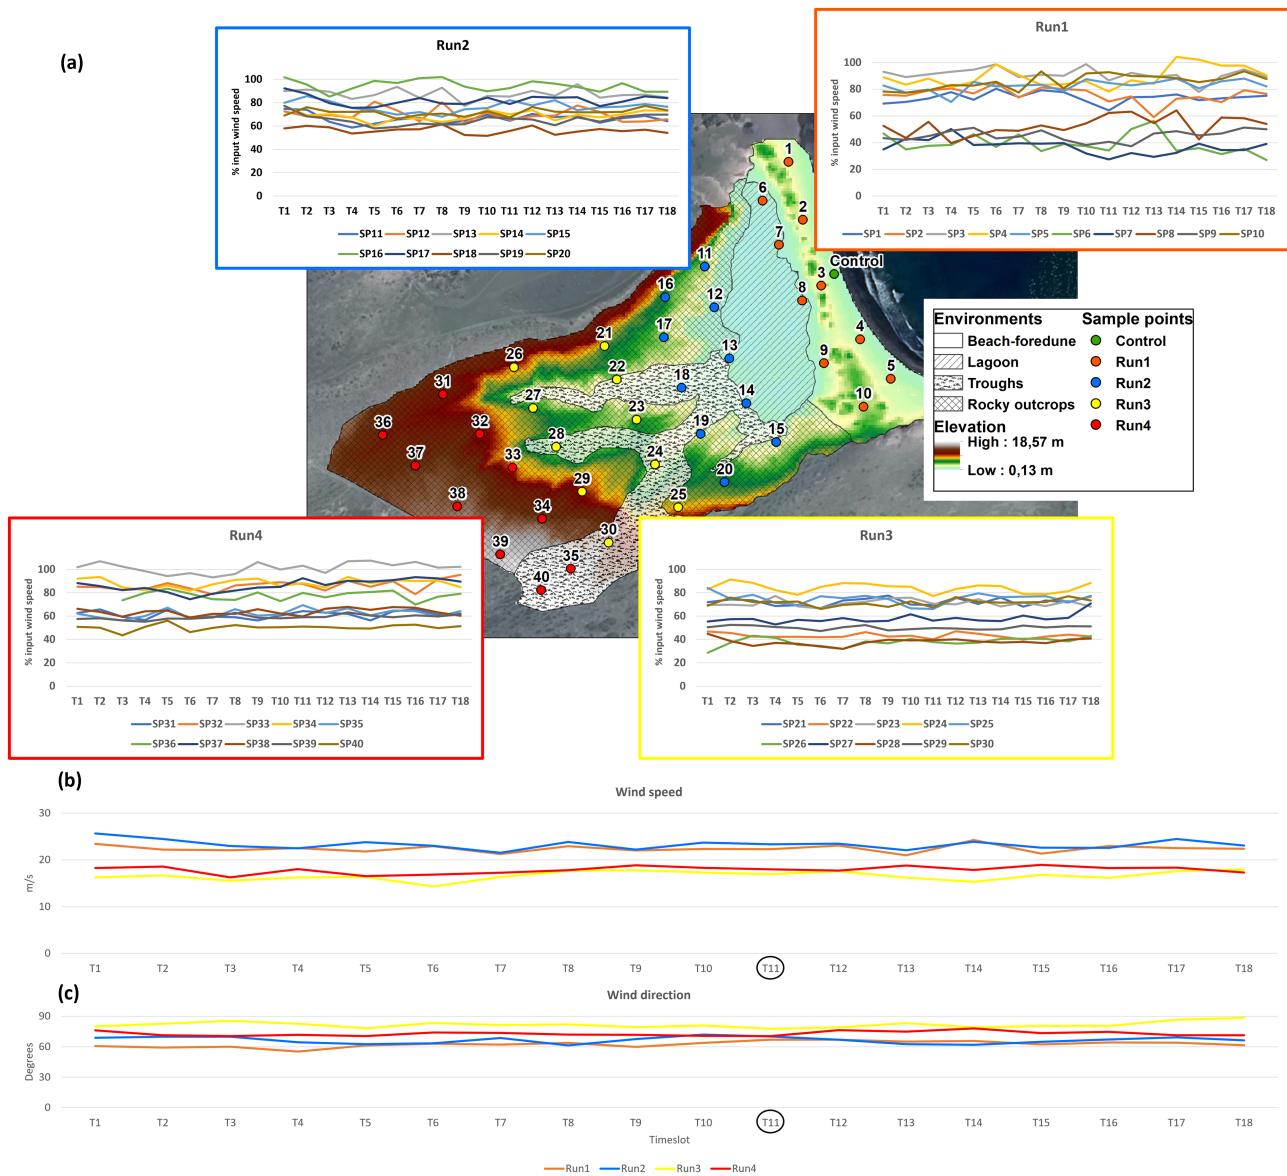 (a)
Run2
% input wind speed
100
80
60
40
20
0
T1 T2 T3 T4 T5 T6 T7 T8 T9 T10 T11 T12 T13 T14 T15 T16 T17 T18
SP11 SP12 SP13 SP14 SP15
SP16 SP17 SP18 SP19 SP20
Run1
% input wind speed
100
80
60
40
20
0
T1 T2 T3 T4 T5 T6 T7 T8 T9 T10 T11 T12 T13 T14 T15 T16 T17 T18
SP1 SP2 SP3 SP4 SP5 SP6 SP7 SP8 SP9 SP10
1
6
2
7
Control
11
3
16
8
12
17
4
21
13
26
22
9
5
18
31
14
10
27
23
36
32
19
15
28
37
33
24
20
29
38
34
25
30
39
35
40
Environments
Beach-foredune
Lagoon
Troughs
Rocky outcrops
Elevation
High : 18,57 m
Low : 0,13 m
Sample points
Control
Run1
Run2
Run3
Run4
Run4
% input wind speed
100
80
60
40
20
0
T1 T2 T3 T4 T5 T6 T7 T8 T9 T10 T11 T12 T13 T14 T15 T16 T17 T18
SP31 SP32 SP33 SP34 SP35
SP36 SP37 SP38 SP39 SP40
Run3
% input wind speed
100
80
60
40
20
0
T1 T2 T3 T4 T5 T6 T7 T8 T9 T10 T11 T12 T13 T14 T15 T16 T17 T18
SP21 SP22 SP23 SP24 SP25
SP26 SP27 SP28 SP29 SP30
(b)
Wind speed
m/s
30
20
10
0
T1 T2 T3 T4 T5 T6 T7 T8 T9 T10 T11 T12 T13 T14 T15 T16 T17 T18
(c)
Wind direction
Degrees
90
60
30
0
T1 T2 T3 T4 T5 T6 T7 T8 T9 T10 T11 T12 T13 T14 T15 T16 T17 T18
Timeslot
Run1 Run2 Run3 Run4